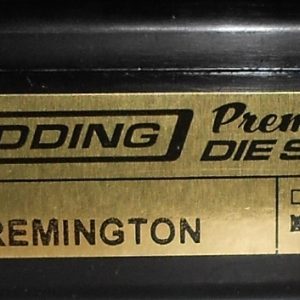 DDING Prem
DIE S
REMINGTON